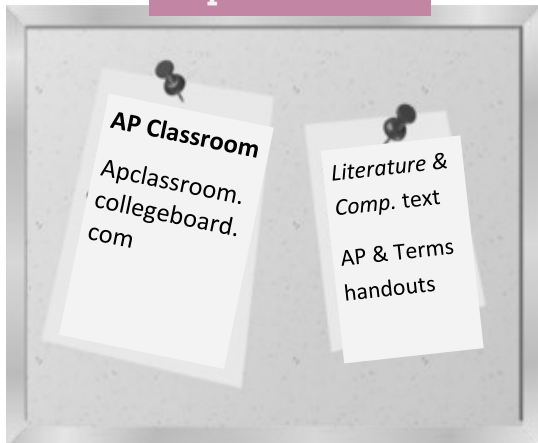 AP Classroom
Apclassroom.
collegeboard.
com
Literature &
Comp. text
AP & Terms
handouts